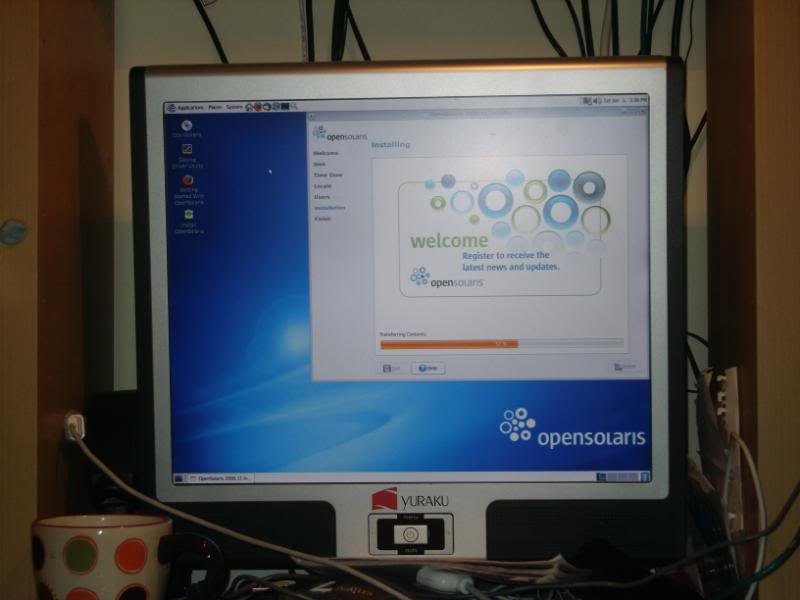 Applications Places System
Sat Jan 3, 3:36 PM
OpenSolaris
Device
Driver Utility
Getting
Started With
OpenSolaris
Install
OpenSolaris
opensolaris
Installing
Welcome
Disk
Time Zone
Locale
Users
Installation
Finish
welcome
Register to receive the
latest news and updates.
opensolaris
Transferring Contents
Quit
Help
opensolaris
OpenSolaris 2008.11 In...
YURAKU
menu
auto